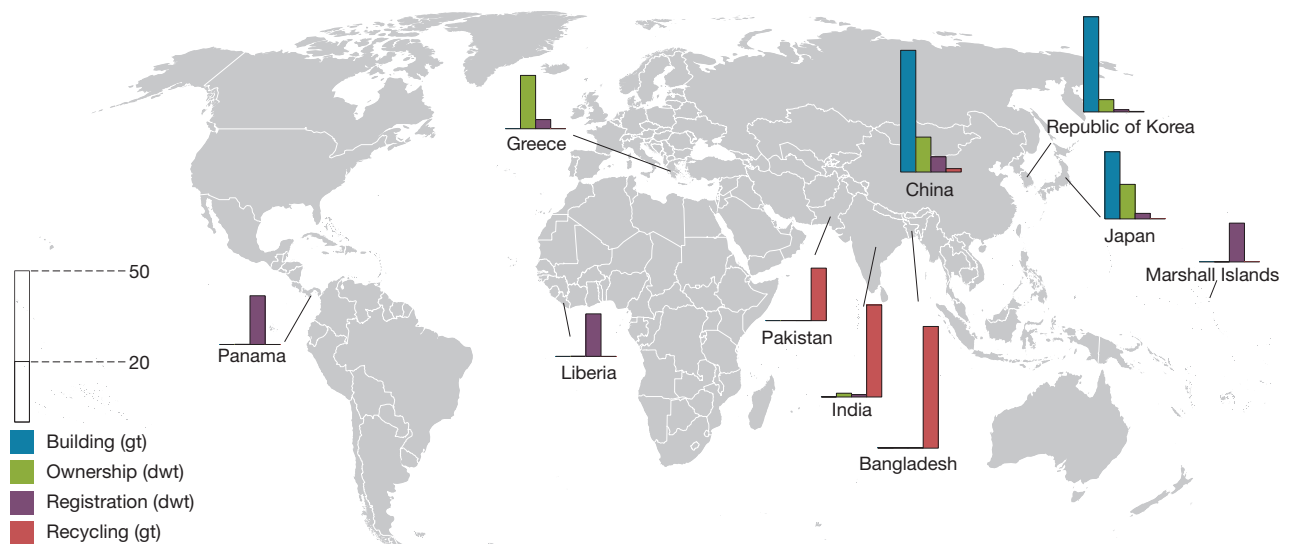 Republic of Korea
Greece
China
Japan
Marshall Islands
50
Pakistan
20
Panama
Liberia
India
Building (gt)
Bangladesh
Ownership (dwt)
Registration (dwt)
Recycling (gt)